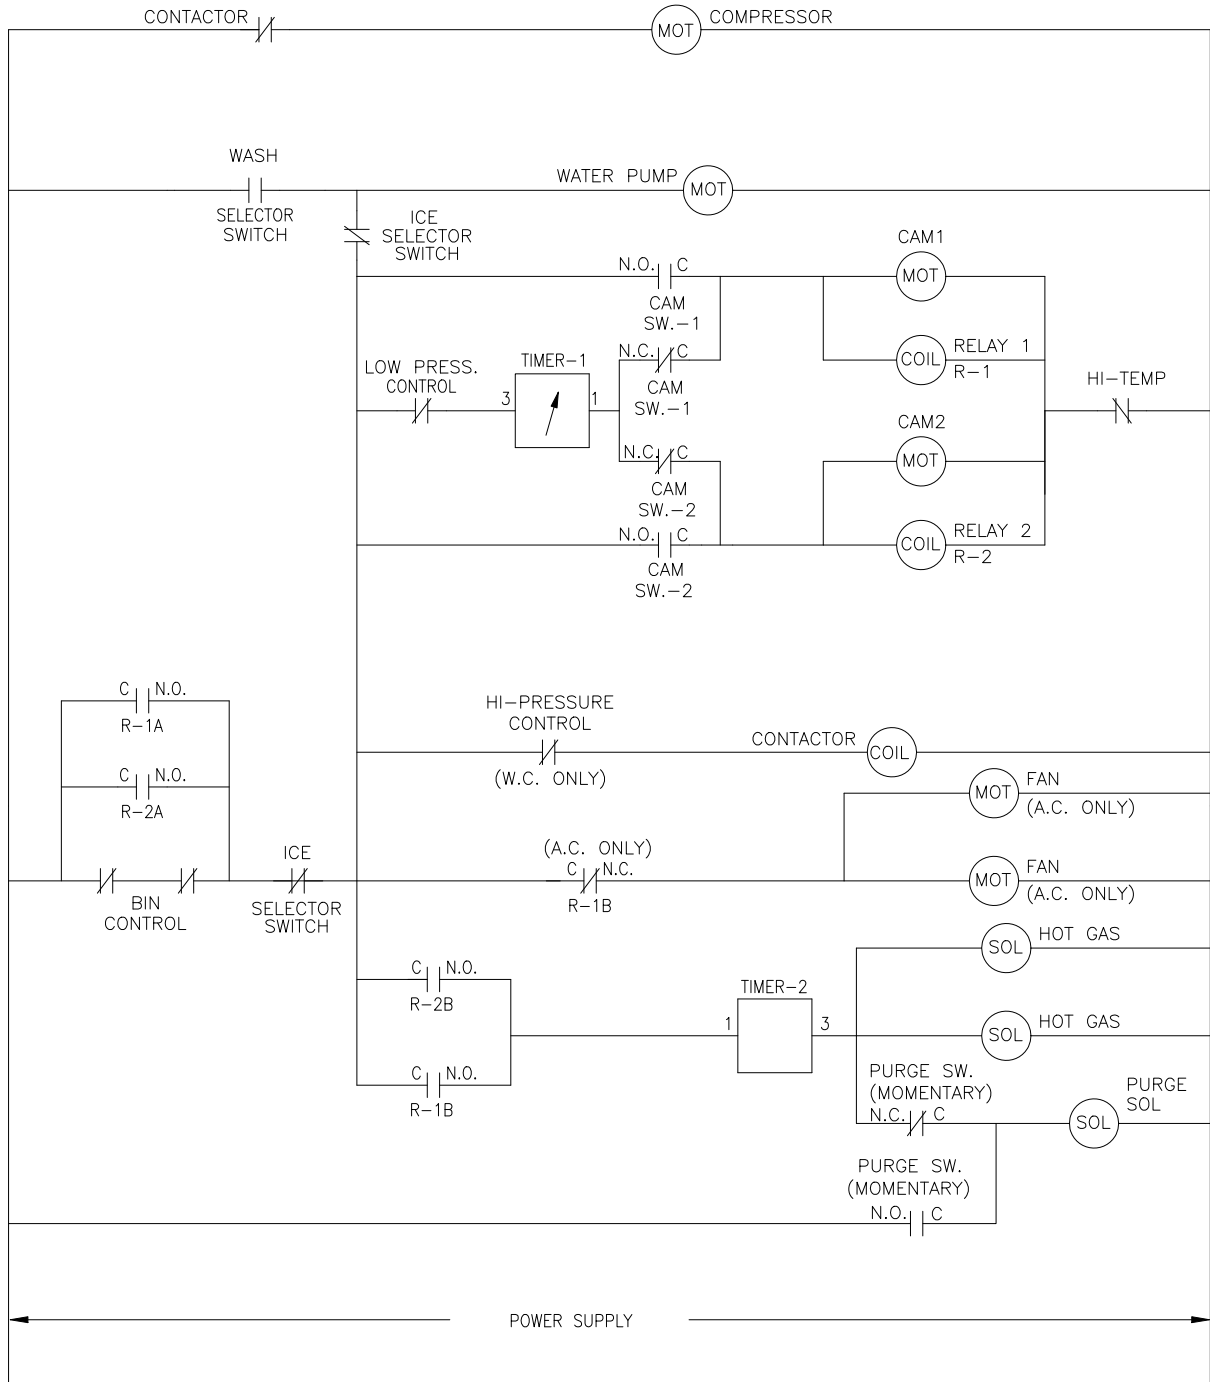 CONTACTOR
MOT
COMPRESSOR
WASH
SELECTOR
SWITCH
WATER PUMP
MOT
ICE
SELECTOR
SWITCH
N.O. C
CAM
SW.-1
CAM1
MOT
LOW PRESS.
CONTROL
3
TIMER-1
1
N.C. C
CAM
SW.-1
COIL
RELAY 1
R-1
HI-TEMP
N.C. C
CAM
SW.-2
CAM2
MOT
N.O. C
CAM
SW.-2
COIL
RELAY 2
R-2
C N.O.
R-1A
C N.O.
R-2A
BIN
CONTROL
ICE
SELECTOR
SWITCH
HI-PRESSURE
CONTROL
(W.C. ONLY)
CONTACTOR
COIL
MOT
FAN
(A.C. ONLY)
(A.C. ONLY)
C N.C.
R-1B
MOT
FAN
(A.C. ONLY)
C N.O.
R-2B
C N.O.
R-1B
TIMER-2
1
3
SOL
HOT GAS
SOL
HOT GAS
PURGE SW.
(MOMENTARY)
N.C. C
SOL
PURGE
SOL
PURGE SW.
(MOMENTARY)
N.O. C
POWER SUPPLY